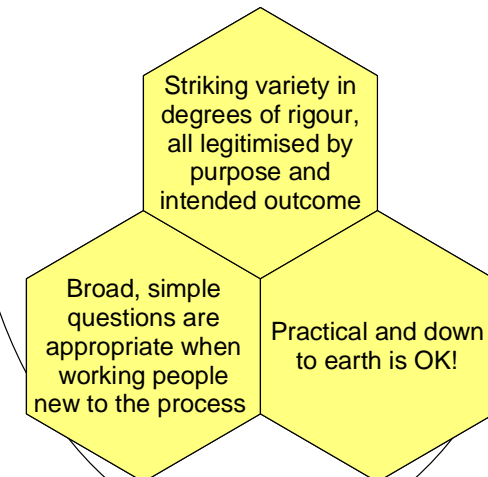 Striking variety in
degrees of rigour,
all legitimised by
purpose and
intended outcome
Broad, simple
questions are
appropriate when
working people
new to the process
Practical and down
to earth is OK!